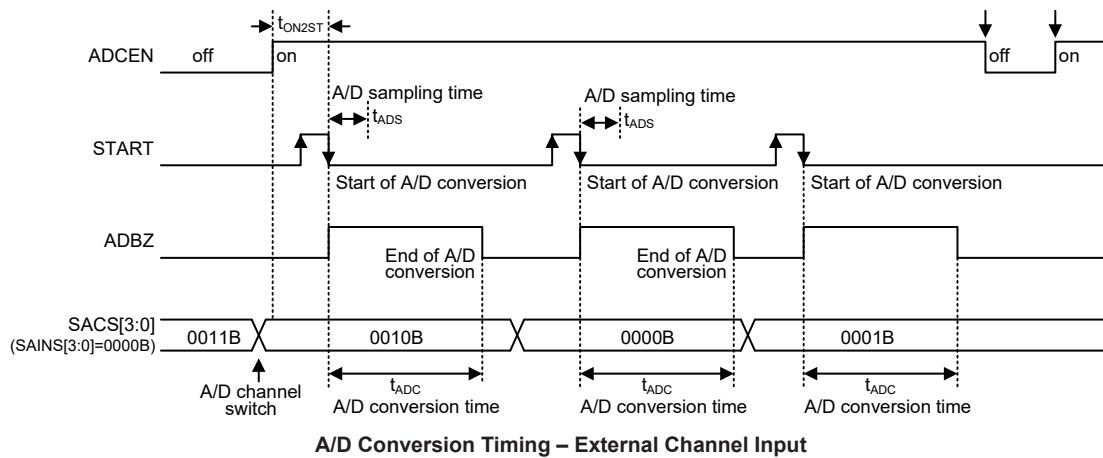 tON2ST
ADCEN
off
on
off
on
A/D sampling time
tADS
A/D sampling time
tADS
START
Start of A/D conversion
Start of A/D conversion
Start of A/D conversion
ADBZ
End of A/D
conversion
End of A/D
conversion
SACS[3:0]
(SAINS[3:0]=0000B)
0011B
0010B
0000B
0001B
A/D channel
switch
tADC
A/D conversion time
tADC
A/D conversion time
tADC
A/D conversion time
A/D Conversion Timing – External Channel Input